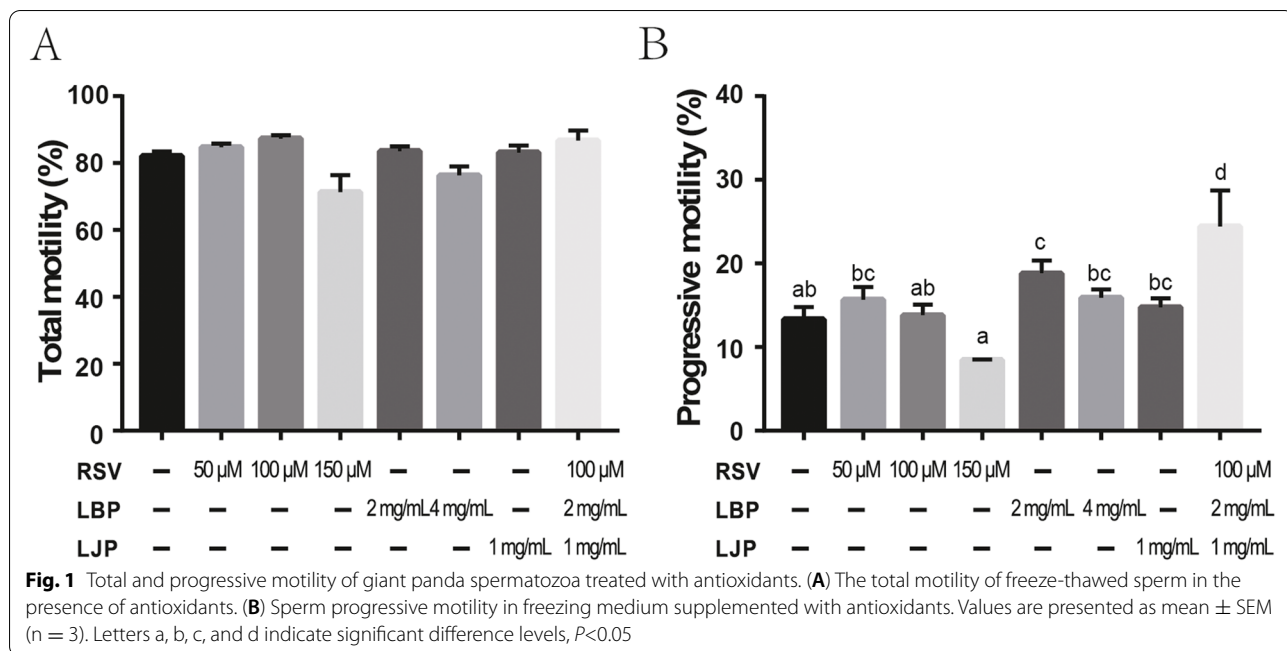 A
Total motility (%)
100
80
60
40
20
0
RSV – 50 µM 100 µM 150 µM – – – 100 µM
LBP – – – – 2 mg/mL 4 mg/mL – 2 mg/mL
LJP – – – – – – 1 mg/mL 1 mg/mL
B
Progressive motility (%)
40
30
20
10
0
ab bc ab a c bc bc d
RSV – 50 µM 100 µM 150 µM – – – 100 µM
LBP – – – – 2 mg/mL 4 mg/mL – 2 mg/mL
LJP – – – – – – 1 mg/mL 1 mg/mL
Fig. 1 Total and progressive motility of giant panda spermatozoa treated with antioxidants. (A) The total motility of freeze-thawed sperm in the
presence of antioxidants. (B) Sperm progressive motility in freezing medium supplemented with antioxidants. Values are presented as mean ± SEM
(n = 3). Letters a, b, c, and d indicate significant difference levels, P<0.05